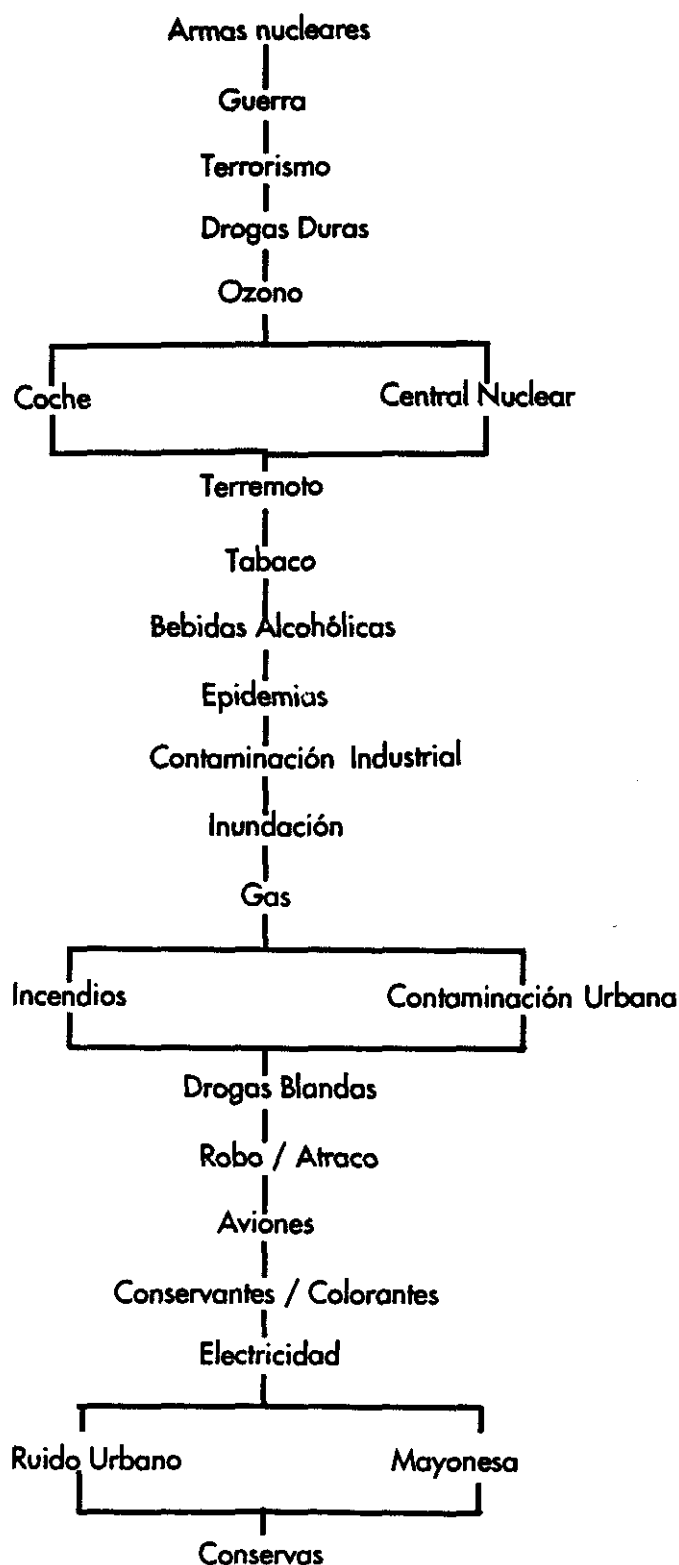 Armas nucleares
Guerra
Terrorismo
Drogas Duras
Ozono
Coche
Central Nuclear
Terremoto
Tabaco
Bebidas Alcohólicas
Epidemias
Contaminación Industrial
Inundación
Gas
Incendios
Contaminación Urbana
Drogas Blandas
Robo / Atraco
Aviones
Conservantes / Colorantes
Electricidad
Ruido Urbano
Mayonesa
Conservas